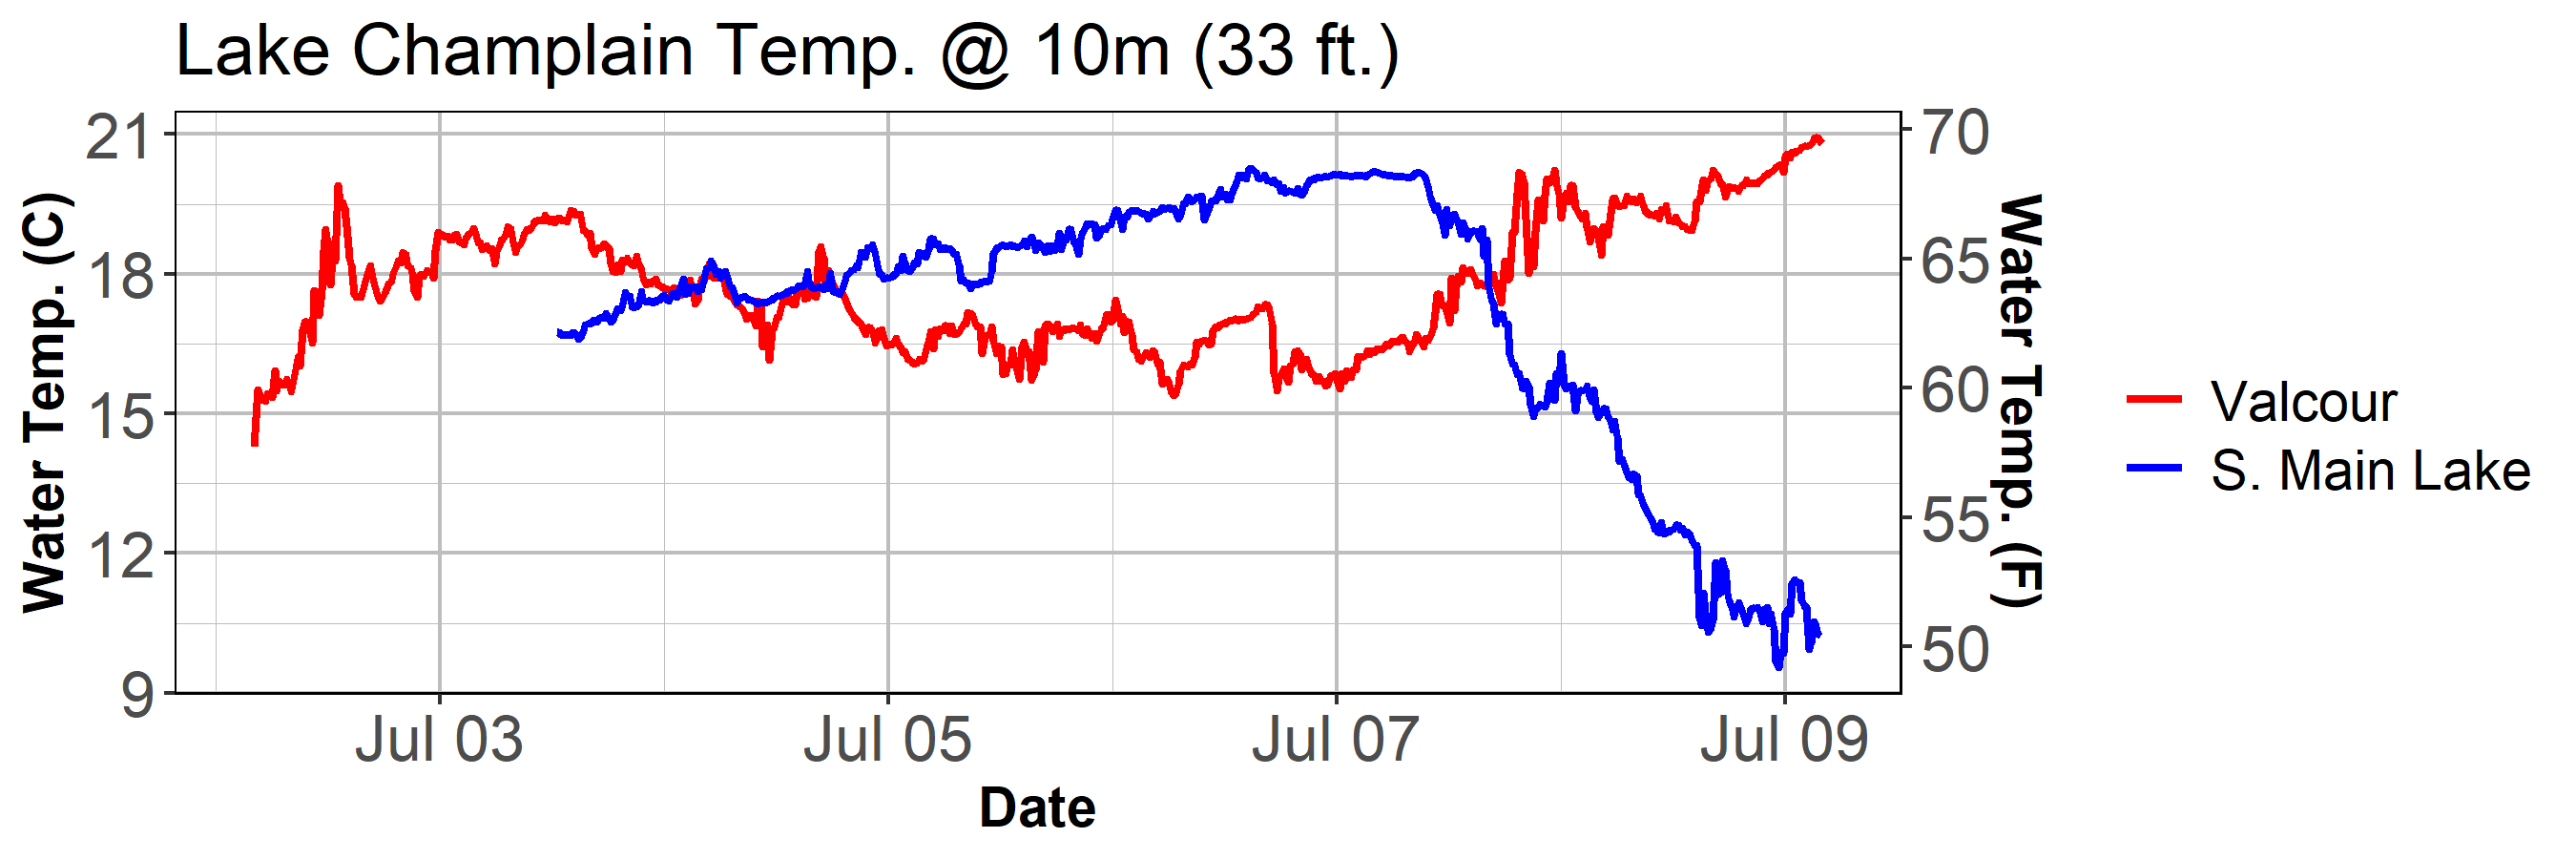 Lake Champlain Temp. @ 10m (33 ft.)
Water Temp. (C)
21
18
15
12
9
70
65
60
55
50
Water Temp. (F)
Jul 03
Jul 05
Jul 07
Jul 09
Date
Valcour
S. Main Lake